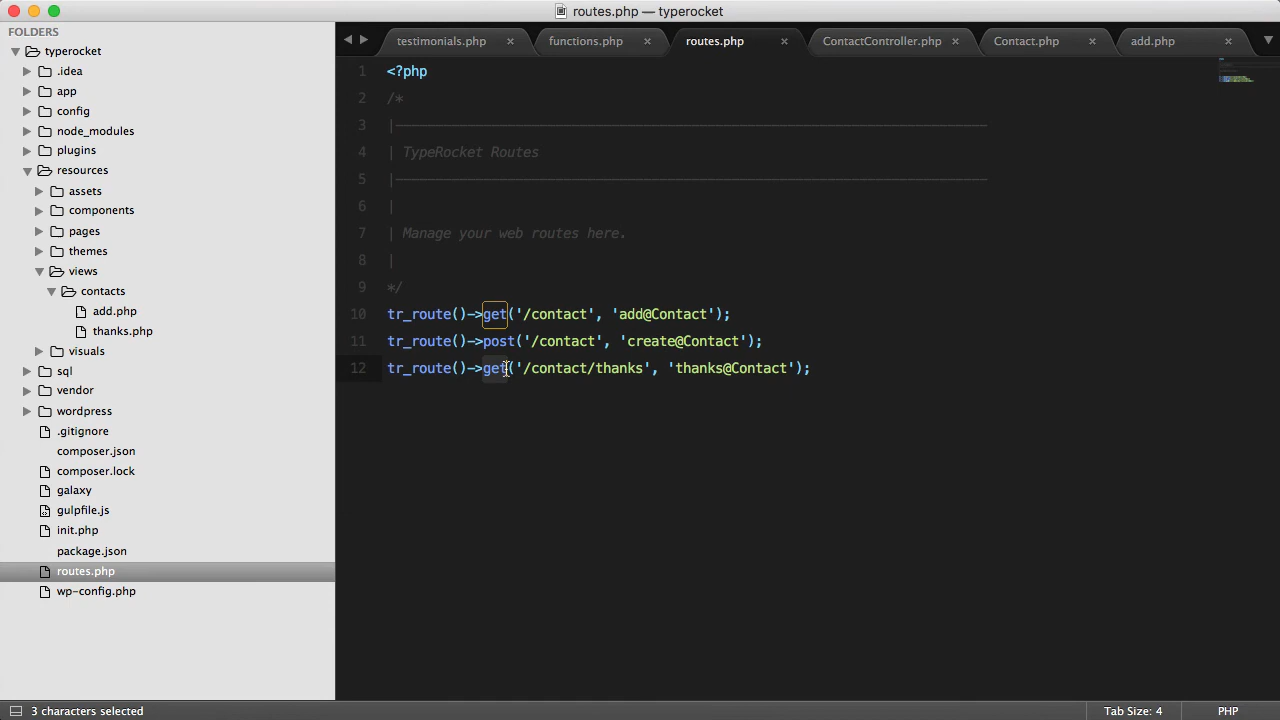 routes.php — typerocket
FOLDERS
typerocket
.idea
app
config
node_modules
plugins
resources
assets
components
pages
themes
views
contacts
add.php
thanks.php
visuals
sql
vendor
wordpress
.gitignore
composer.json
composer.lock
galaxy
gulpfile.js
init.php
package.json
routes.php
wp-config.php
testimonials.php × functions.php × routes.php × ContactController.php × Contact.php × add.php ×
1 <?php
2 /*
3 |--------------------------------------------------------------------------
4 | TypeRocket Routes
5 |--------------------------------------------------------------------------
6 |
7 | Manage your web routes here.
8 |
9 */
10 tr_route()->get('/contact', 'add@Contact');
11 tr_route()->post('/contact', 'create@Contact');
12 tr_route()->get('/contact/thanks', 'thanks@Contact');
3 characters selected
Tab Size: 4 PHP